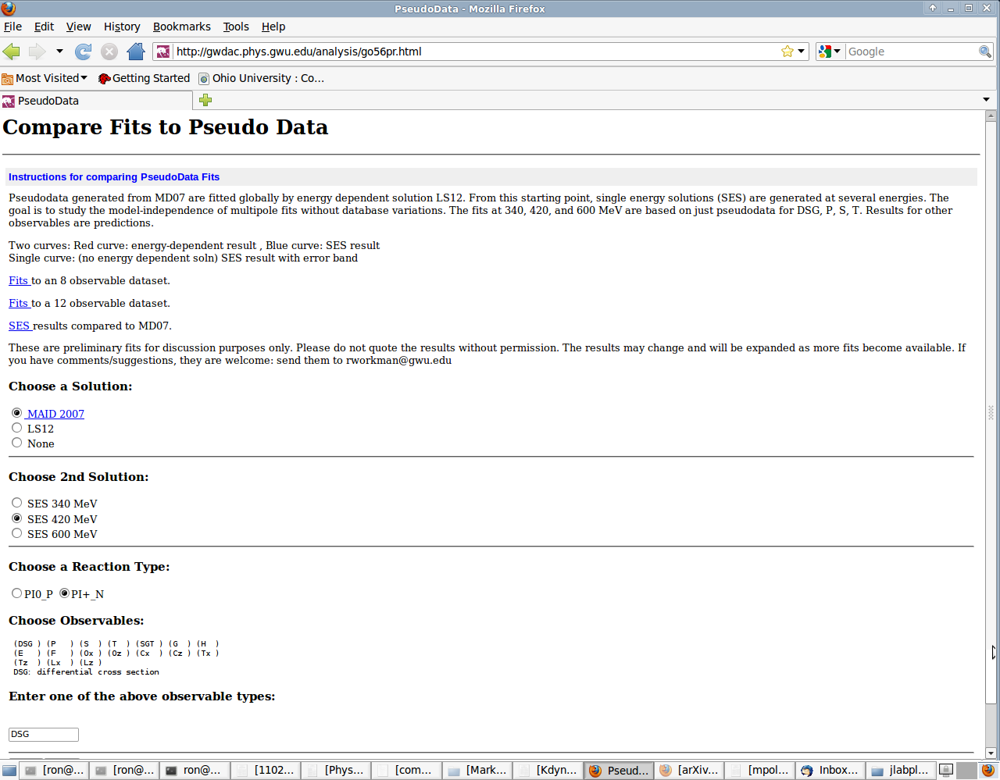 PseudoData - Mozilla Firefox
File Edit View History Bookmarks Tools Help
http://gwdac.phys.gwu.edu/analysis/go56pr.html
Google
Most Visited Getting Started Ohio University : Co...
PseudoData
Compare Fits to Pseudo Data
Instructions for comparing PseudoData Fits
Pseudodata generated from MD07 are fitted globally by energy dependent solution LS12. From this starting point, single energy solutions (SES) are generated at several energies. The
goal is to study the model-independence of multipole fits without database variations. The fits at 340, 420, and 600 MeV are based on just pseudodata for DSG, P, S, T. Results for other
observables are predictions.
Two curves: Red curve: energy-dependent result , Blue curve: SES result
Single curve: (no energy dependent soln) SES result with error band
Fits to an 8 observable dataset.
Fits to a 12 observable dataset.
SES results compared to MD07.
These are preliminary fits for discussion purposes only. Please do not quote the results without permission. The results may change and will be expanded as more fits become available. If
you have comments/suggestions, they are welcome: send them to rworkman@gwu.edu
Choose a Solution:
MAID 2007
LS12
None
Choose 2nd Solution:
SES 340 MeV
SES 420 MeV
SES 600 MeV
Choose a Reaction Type:
PI0_P PI+_N
Choose Observables:
(DSG ) (P ) (S ) (T ) (SGT ) (G ) (H )
(E ) (F ) (Ox ) (Oz ) (Cx ) (Cz ) (Tx )
(Tz ) (Lx ) (Lz )
DSG: differential cross section
Enter one of the above observable types:
DSG
[ron@... [ron@... ron@... [1102... [Phys... [com... [Mark... [Kdyn... Pseud... [arXiv... [mpol... Inbox... jlabpl...